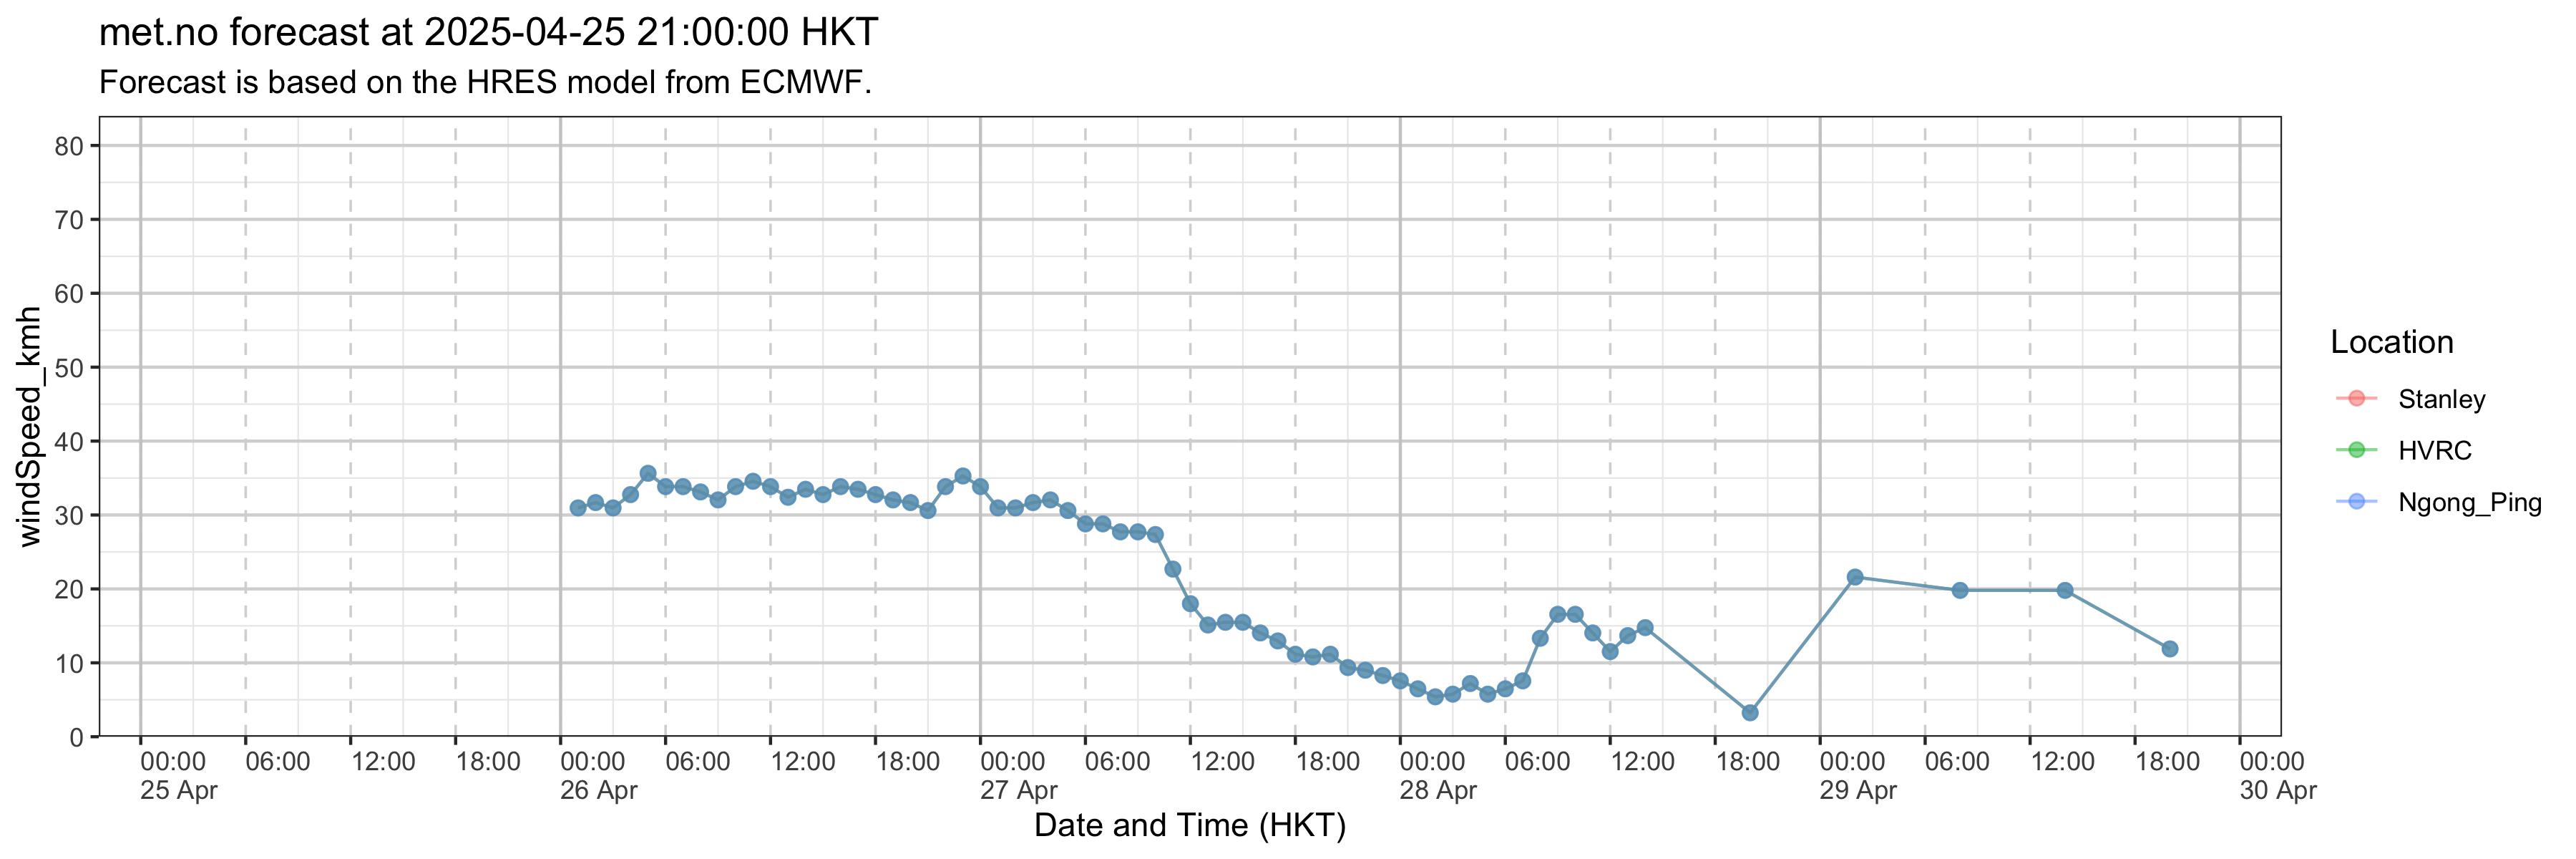 met.no forecast at 2025-04-25 21:00:00 HKT
Forecast is based on the HRES model from ECMWF.
windSpeed_kmh
80
70
60
50
40
30
20
10
0
00:00 06:00 12:00 18:00 00:00 06:00 12:00 18:00 00:00 06:00 12:00 18:00 00:00 06:00 12:00 18:00 00:00 06:00 12:00 18:00 00:00
25 Apr 26 Apr 27 Apr 28 Apr 29 Apr 30 Apr
Date and Time (HKT)
Location
Stanley
HVRC
Ngong_Ping